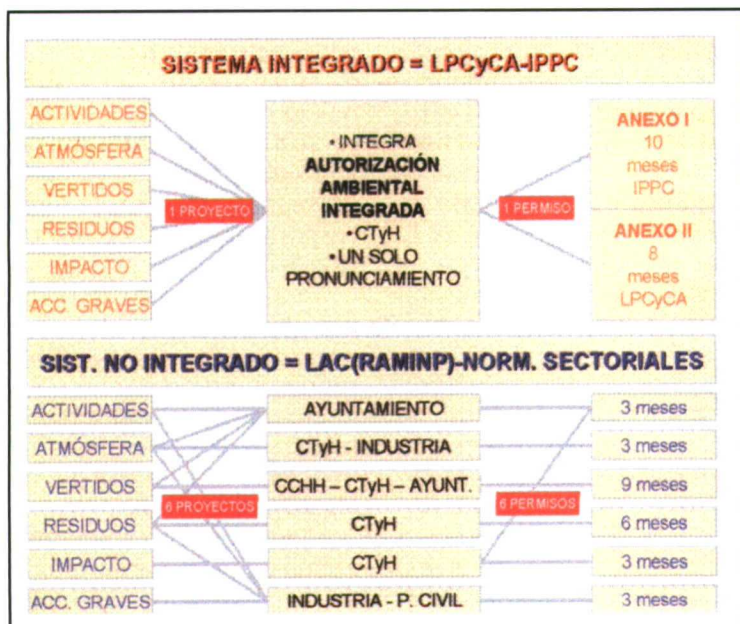 SISTEMA INTEGRADO = LPCyCA-IPPC
ACTIVIDADES
ATMÓSFERA
VERTIDOS
RESIDUOS
IMPACTO
ACC. GRAVES
1 PROYECTO
• INTEGRA
AUTORIZACIÓN
AMBIENTAL
INTEGRADA
• CTyH
• UN SOLO
PRONUNCIAMIENTO
1 PERMISO
ANEXO I
10
meses
IPPC
ANEXO II
8
meses
LPCyCA
SIST. NO INTEGRADO = LAC(RAMINP)-NORM. SECTORIALES
ACTIVIDADES
AYUNTAMIENTO
3 meses
ATMÓSFERA
CTyH - INDUSTRIA
3 meses
VERTIDOS
CCHH – CTyH – AYUNT.
9 meses
6 PROYECTOS
6 PERMISOS
RESIDUOS
CTyH
6 meses
IMPACTO
CTyH
3 meses
ACC. GRAVES
INDUSTRIA - P. CIVIL
3 meses